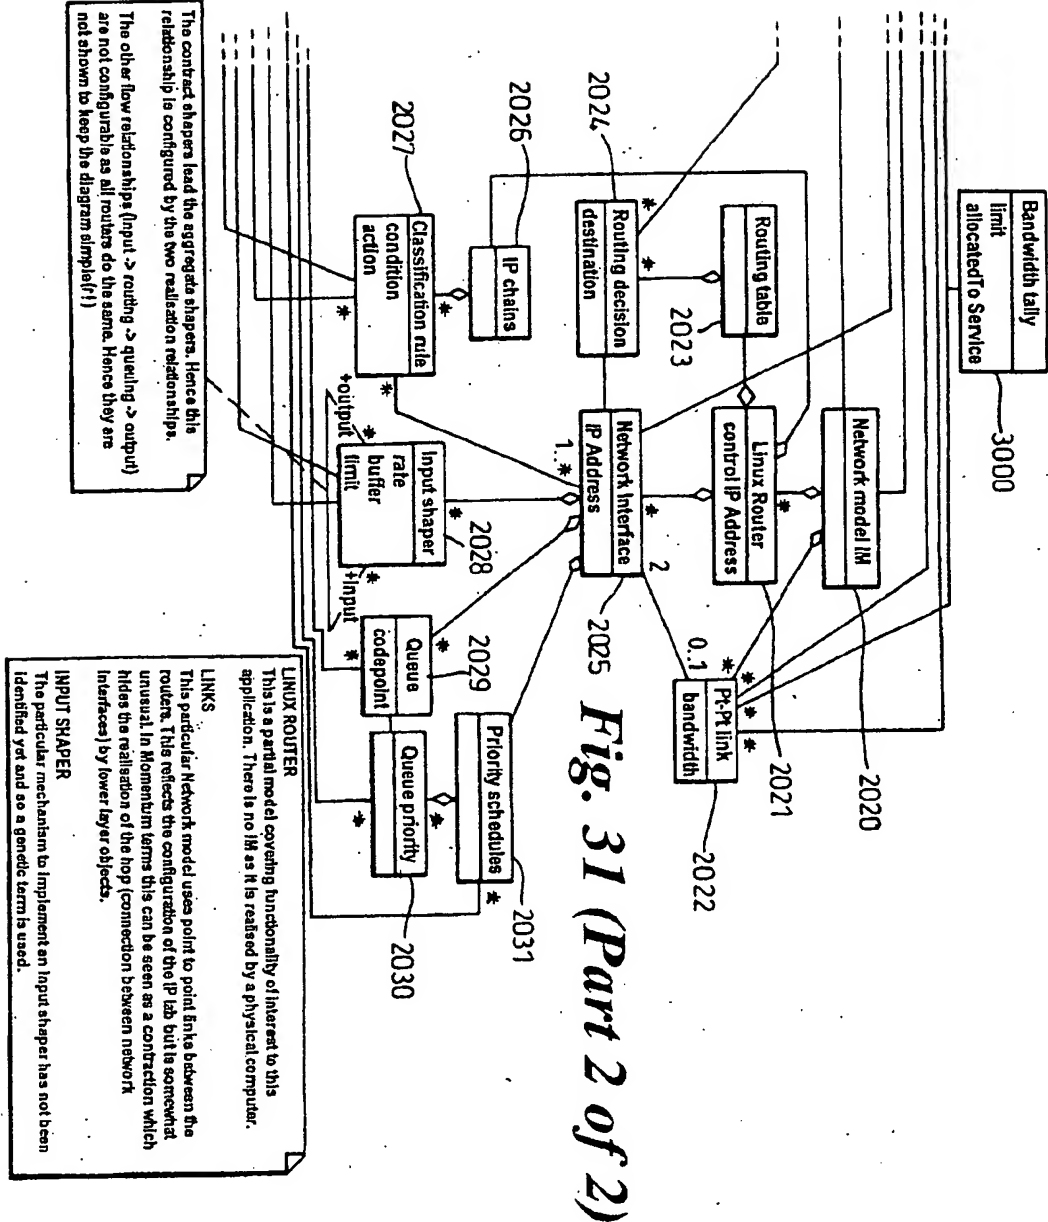 Bandwidth tally
limit
allocatedTo Service
3000
Network model IM
2020
Linux Router
control IP Address
2021
Pt-Pt link
bandwidth
2022
0..1
*
*
*
*
*
*
2
Routing table
2023
Routing decision
destination
2024
*
*
Network Interface
IP Address
2025
1..*
*
IP chains
2026
Classification rule
condition
action
2027
*
*
*
Input shaper
rate
buffer
limit
2028
*
+output
*
+Input
*
Queue
codepoint
2029
*
*
Queue priority
2030
*
*
Priority schedules
2031
*
Fig. 31 (Part 2 of 2)
The contract shapers lead the aggregate shapers. Hence this
relationship is configured by the two realisation relationships.
The other flow relationships (input -> routing -> queuing -> output)
are not configurable as all routers do the same. Hence they are
not shown to keep the diagram simple(r!)
LINUX ROUTER
This is a partial model covering functionality of interest to this
application. There is no IM as it is realised by a physical computer.
LINKS
This particular Network model uses point to point links between the
routers. This reflects the configuration of the IP lab but is somewhat
unusual. In Momentum terms this can be seen as a contraction which
hides the realisation of the hop (connection between network
interfaces) by lower layer objects.
INPUT SHAPER
The particular mechanism to implement an input shaper has not been
identified yet and so a genetic term is used.